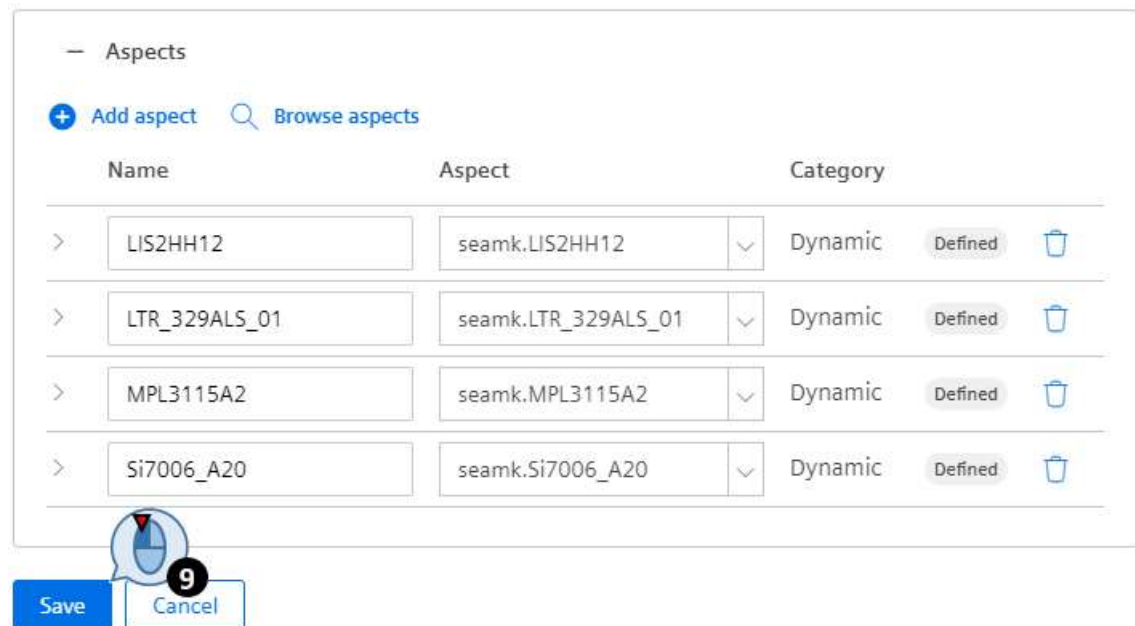 Aspects
Add aspect Browse aspects
Name Aspect Category
LIS2HH12 seamk.LIS2HH12 Dynamic Defined
LTR_329ALS_01 seamk.LTR_329ALS_01 Dynamic Defined
MPL3115A2 seamk.MPL3115A2 Dynamic Defined
Si7006_A20 seamk.Si7006_A20 Dynamic Defined
9
Save Cancel